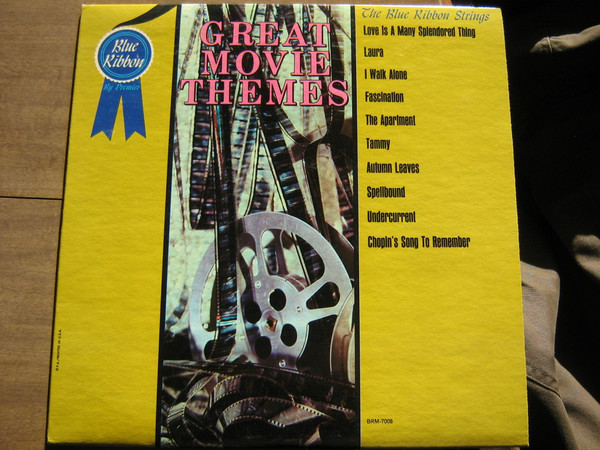 Blue
Ribbon
By Premier
GREAT
MOVIE
THEMES
The Blue Ribbon Strings
Love Is A Many Splendored Thing
Laura
I Walk Alone
Fascination
The Apartment
Tammy
Autumn Leaves
Spellbound
Undercurrent
Chopin's Song To Remember
BRM-7008